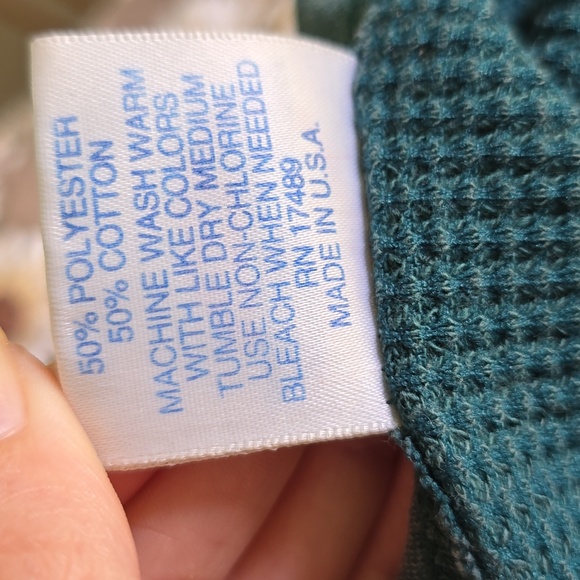 50% POLYESTER
50% COTTON
MACHINE WASH WARM
WITH LIKE COLORS
TUMBLE DRY MEDIUM
USE NON-CHLORINE
BLEACH WHEN NEEDED
RN 17489
MADE IN U.S.A.